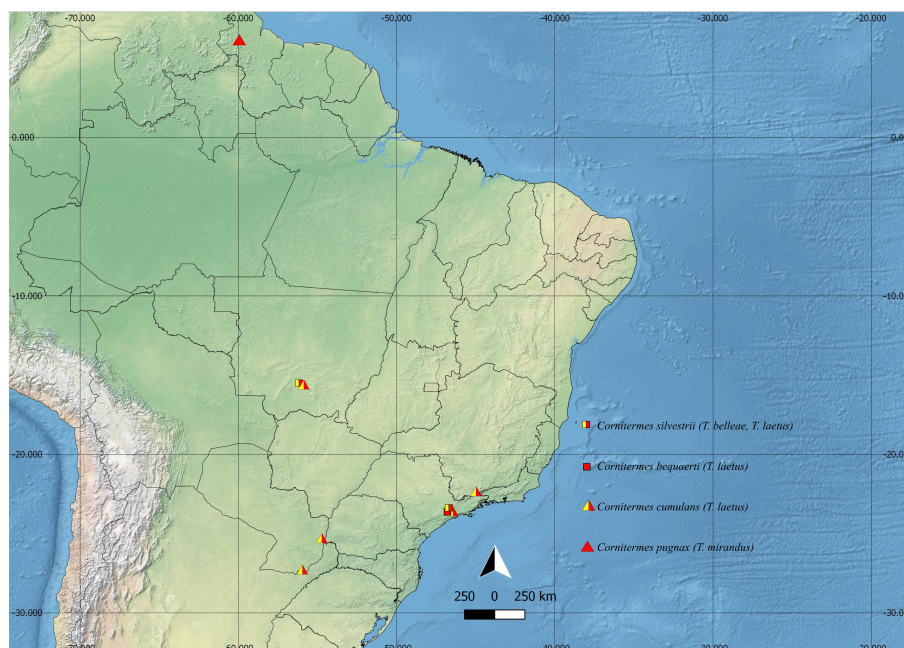 -70.000 -60.000 -50.000 -40.000 -30.000 -20.000
0.000 0.000
-10.000 -10.000
Cornitermes silvestrii (T. belleae, T. laetus)
-20.000 -20.000
Cornitermes bequaerti (T. laetus)
Cornitermes cumulans (T. laetus)
Cornitermes pugnax (T. mirandus)
250 0 250 km
-30.000 -30.000
-70.000 -60.000 -50.000 -40.000 -30.000 -20.000